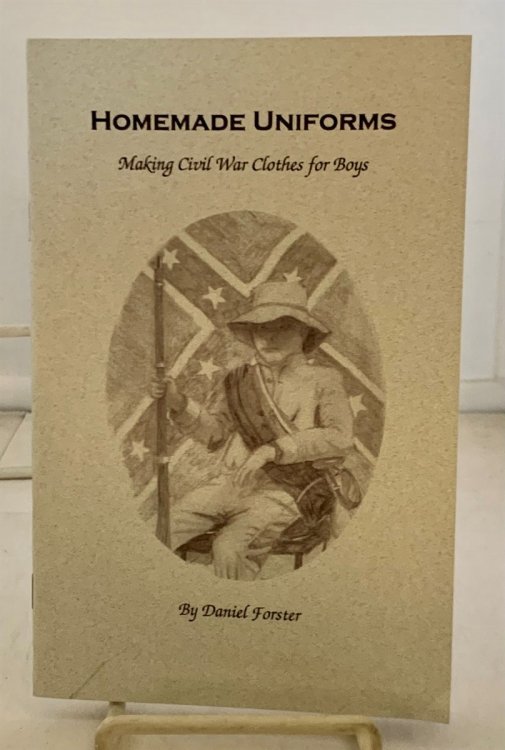 HOMEMADE UNIFORMS
Making Civil War Clothes for Boys
By Daniel Forster